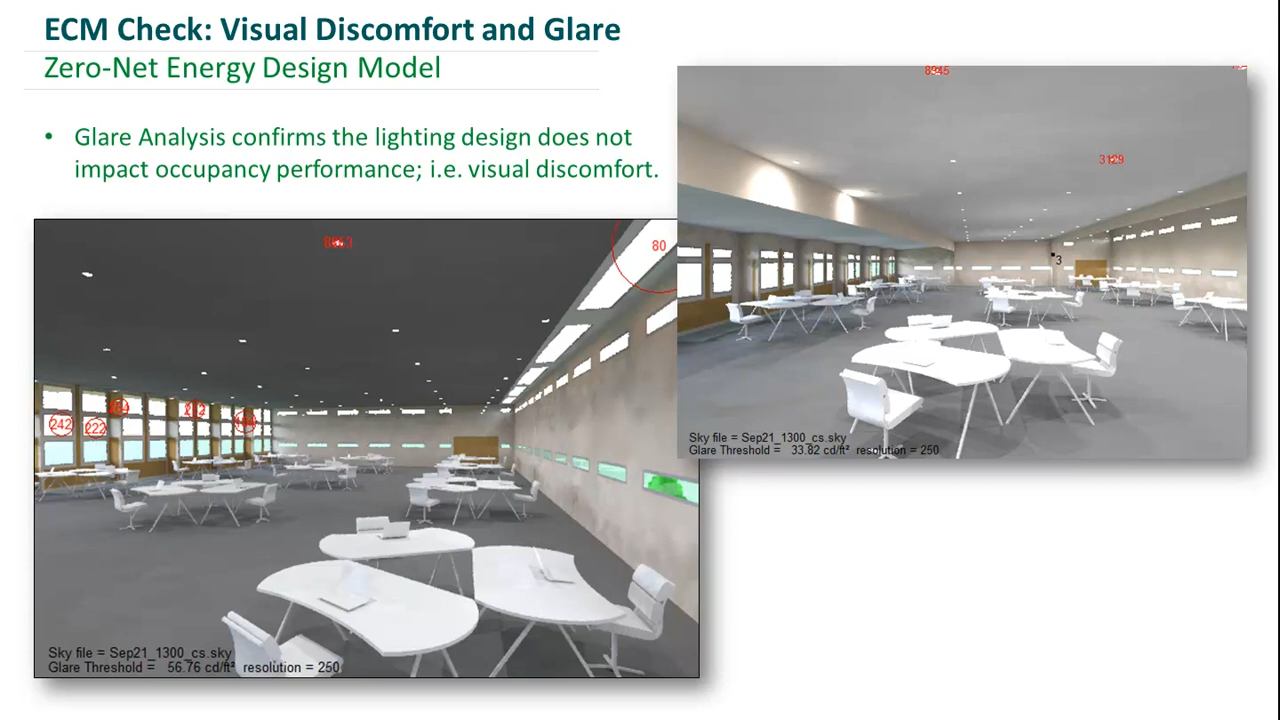 ECM Check: Visual Discomfort and Glare
Zero-Net Energy Design Model
• Glare Analysis confirms the lighting design does not
impact occupancy performance; i.e. visual discomfort.
8945
3129
3
Sky file = Sep21_1300_cs.sky
Glare Threshold = 33.82 cd/ft² resolution = 250
80
242
222
Sky file = Sep21_1300_cs.sky
Glare Threshold = 56.76 cd/ft² resolution = 250